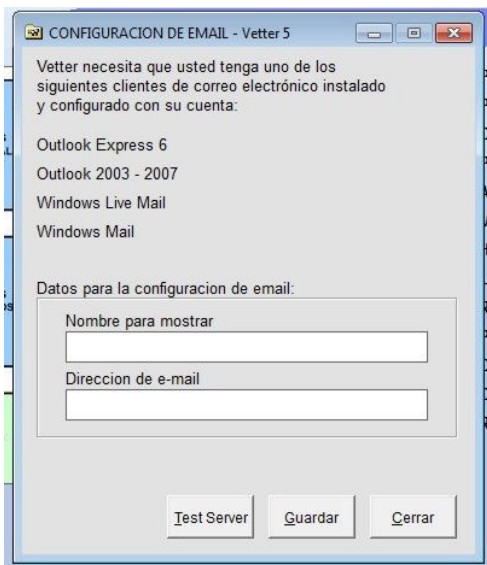 CONFIGURACION DE EMAIL - Vetter 5
Vetter necesita que usted tenga uno de los
siguientes clientes de correo electrónico instalado
y configurado con su cuenta:
Outlook Express 6
Outlook 2003 - 2007
Windows Live Mail
Windows Mail
Datos para la configuracion de email:
Nombre para mostrar
Direccion de e-mail
Test Server
Guardar
Cerrar